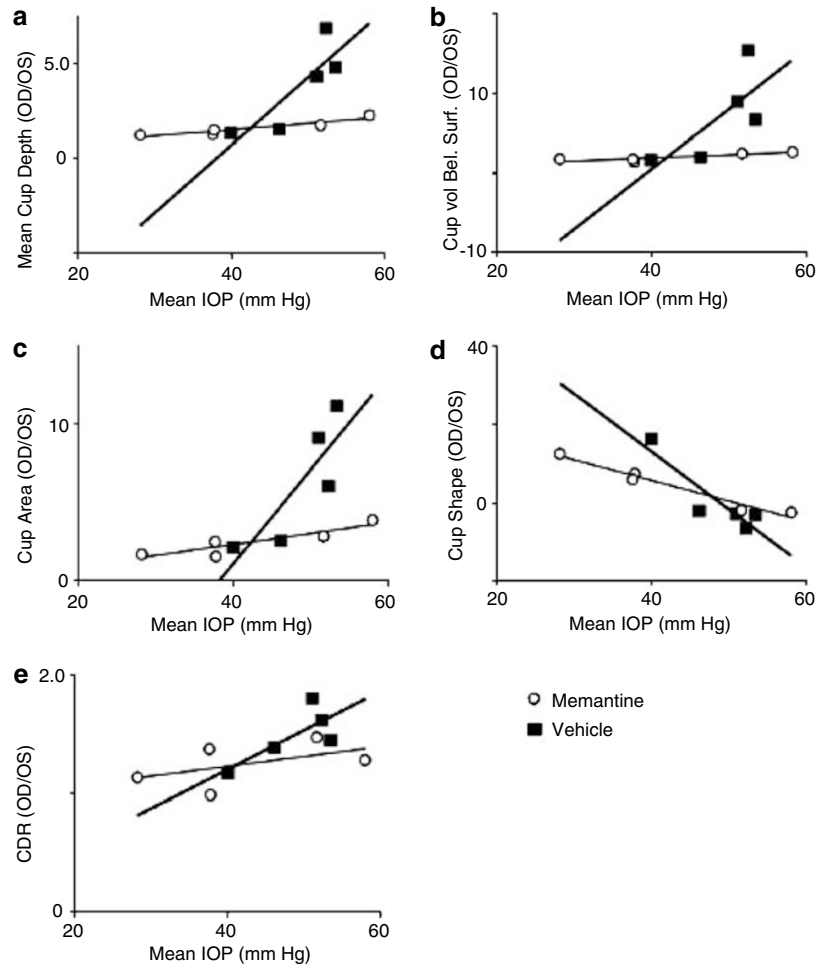 a
Mean Cup Depth (OD/OS)
5.0
0
20
40
60
Mean IOP (mm Hg)
b
Cup vol Bel. Surf. (OD/OS)
10
-10
20
40
60
Mean IOP (mm Hg)
c
Cup Area (OD/OS)
10
0
20
40
60
Mean IOP (mm Hg)
d
Cup Shape (OD/OS)
40
0
20
40
60
Mean IOP (mm Hg)
e
CDR (OD/OS)
2.0
0
20
40
60
Mean IOP (mm Hg)
Memantine
Vehicle